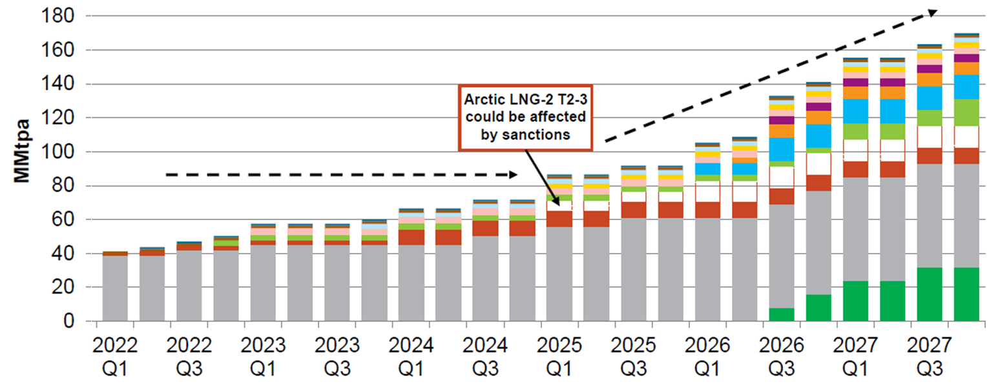 180
160
140
120
100
80
60
40
20
0
MMtpa
Arctic LNG-2 T2-3
could be affected
by sanctions
2022 2022 2023 2023 2024 2024 2025 2025 2026 2026 2027 2027
Q1 Q3 Q1 Q3 Q1 Q3 Q1 Q3 Q1 Q3 Q1 Q3